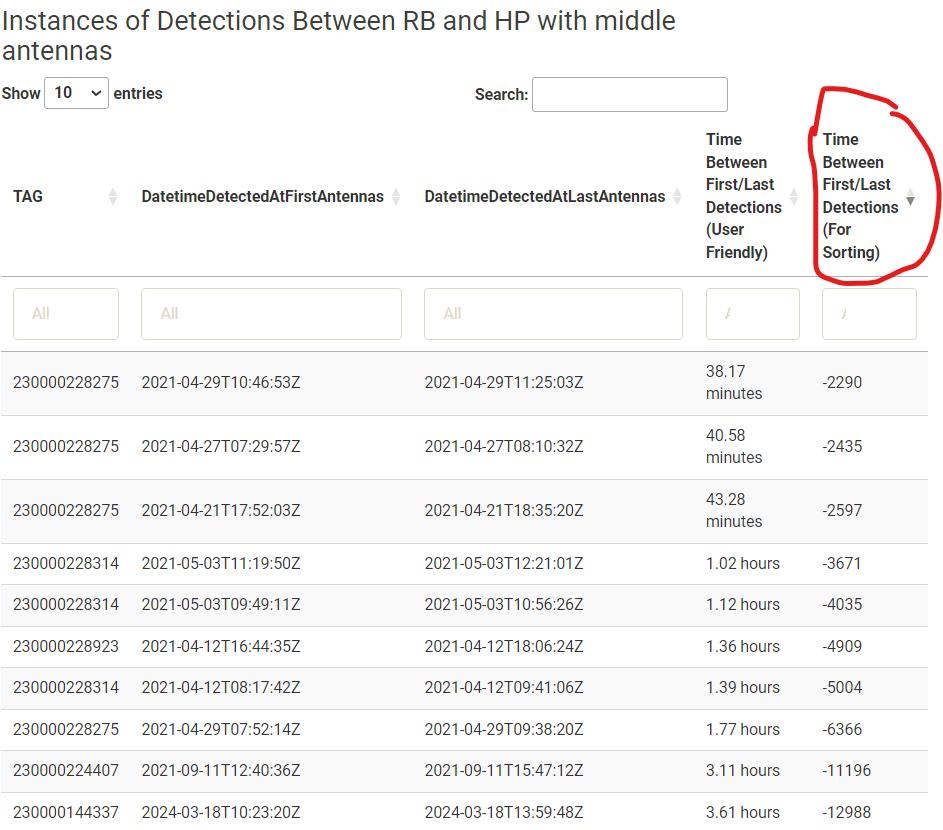 Instances of Detections Between RB and HP with middle
antennas
Show 10 entries
Search:
TAG
DatetimeDetectedAtFirstAntennas
DatetimeDetectedAtLastAntennas
Time
Between
First/Last
Detections
(User
Friendly)
Time
Between
First/Last
Detections
(For
Sorting)
All All All
230000228275 2021-04-29T10:46:53Z 2021-04-29T11:25:03Z 38.17 minutes -2290
230000228275 2021-04-27T07:29:57Z 2021-04-27T08:10:32Z 40.58 minutes -2435
230000228275 2021-04-21T17:52:03Z 2021-04-21T18:35:20Z 43.28 minutes -2597
230000228314 2021-05-03T11:19:50Z 2021-05-03T12:21:01Z 1.02 hours -3671
230000228314 2021-05-03T09:49:11Z 2021-05-03T10:56:26Z 1.12 hours -4035
230000228923 2021-04-12T16:44:35Z 2021-04-12T18:06:24Z 1.36 hours -4909
230000228314 2021-04-12T08:17:42Z 2021-04-12T09:41:06Z 1.39 hours -5004
230000228275 2021-04-29T07:52:14Z 2021-04-29T09:38:20Z 1.77 hours -6366
230000224407 2021-09-11T12:40:36Z 2021-09-11T15:47:12Z 3.11 hours -11196
230000144337 2024-03-18T10:23:20Z 2024-03-18T13:59:48Z 3.61 hours -12988